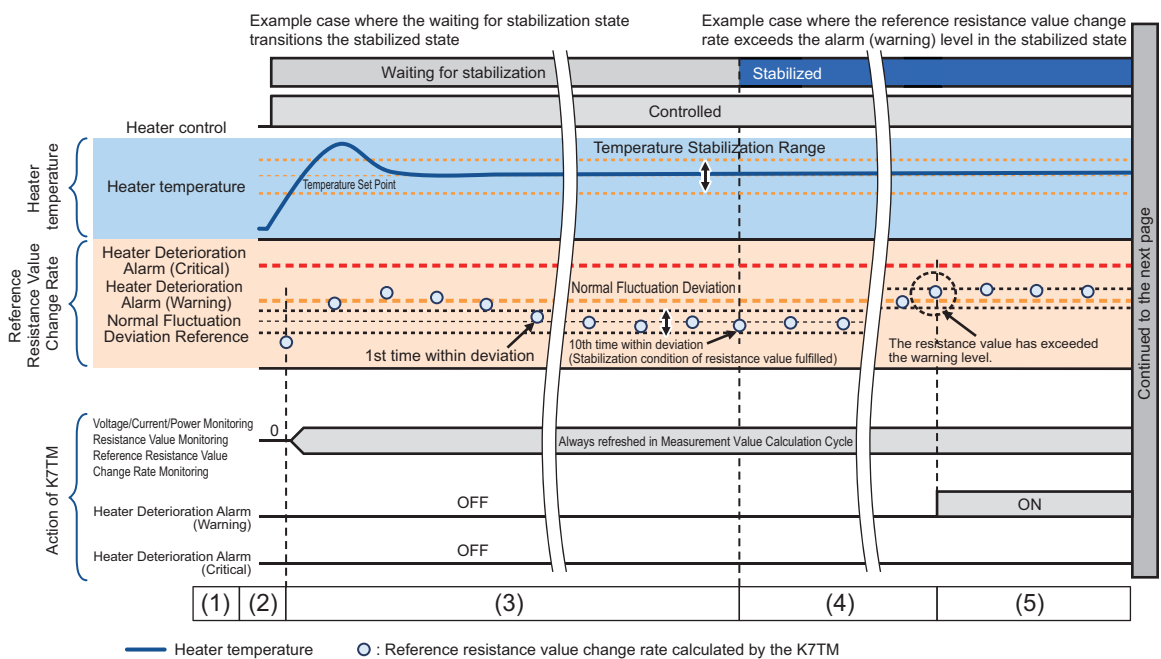 Example case where the waiting for stabilization state
transitions the stabilized state
Example case where the reference resistance value change
rate exceeds the alarm (warning) level in the stabilized state
Waiting for stabilization
Stabilized
Controlled
Heater control
Heater
temperature
Heater temperature
Temperature Stabilization Range
Temperature Set Point
Reference
Resistance Value
Change Rate
Heater Deterioration
Alarm (Critical)
Heater Deterioration
Alarm (Warning)
Normal Fluctuation
Deviation Reference
Normal Fluctuation Deviation
1st time within deviation
10th time within deviation
(Stabilization condition of resistance value fulfilled)
The resistance value has exceeded
the warning level.
Continued to the next page
Action of K7TM
Voltage/Current/Power Monitoring
Resistance Value Monitoring
Reference Resistance Value
Change Rate Monitoring
0
Always refreshed in Measurement Value Calculation Cycle
Heater Deterioration Alarm
(Warning)
OFF
ON
Heater Deterioration Alarm
(Critical)
OFF
(1)
(2)
(3)
(4)
(5)
Heater temperature
: Reference resistance value change rate calculated by the K7TM